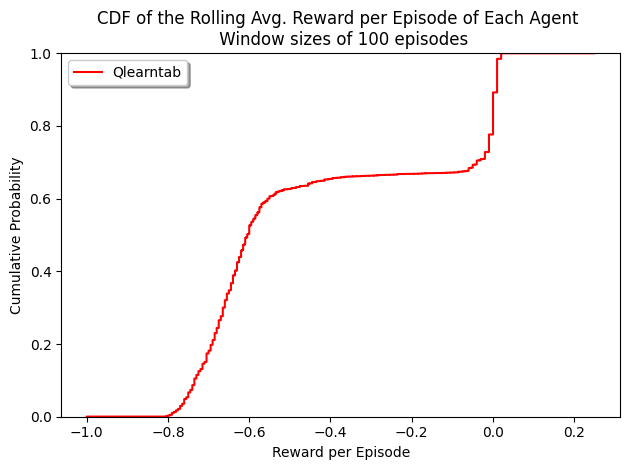 CDF of the Rolling Avg. Reward per Episode of Each Agent
Window sizes of 100 episodes
Qlearntab
Cumulative Probability
1.0
0.8
0.6
0.4
0.2
0.0
−1.0 −0.8 −0.6 −0.4 −0.2 0.0 0.2
Reward per Episode